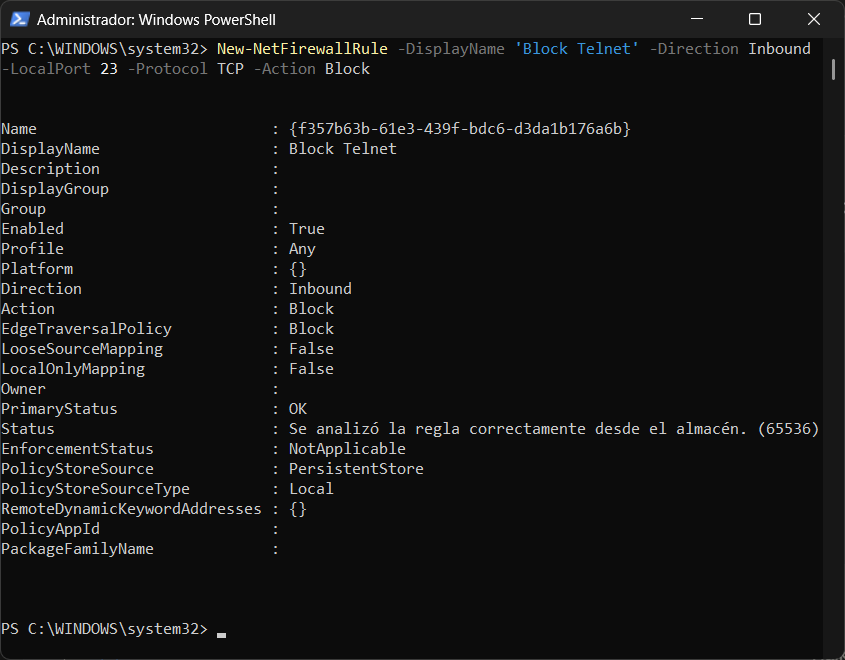 Administrador: Windows PowerShell
PS C:\WINDOWS\system32> New-NetFirewallRule -DisplayName 'Block Telnet' -Direction Inbound
-LocalPort 23 -Protocol TCP -Action Block
Name                          : {f357b63b-61e3-439f-bdc6-d3da1b176a6b}
DisplayName                   : Block Telnet
Description                   :
DisplayGroup                  :
Group                         :
Enabled                       : True
Profile                       : Any
Platform                      : {}
Direction                     : Inbound
Action                        : Block
EdgeTraversalPolicy           : Block
LooseSourceMapping            : False
LocalOnlyMapping              : False
Owner                         :
PrimaryStatus                 : OK
Status                        : Se analizó la regla correctamente desde el almacén. (65536)
EnforcementStatus             : NotApplicable
PolicyStoreSource             : PersistentStore
PolicyStoreSourceType         : Local
RemoteDynamicKeywordAddresses : {}
PolicyAppId                   :
PackageFamilyName             :
PS C:\WINDOWS\system32>